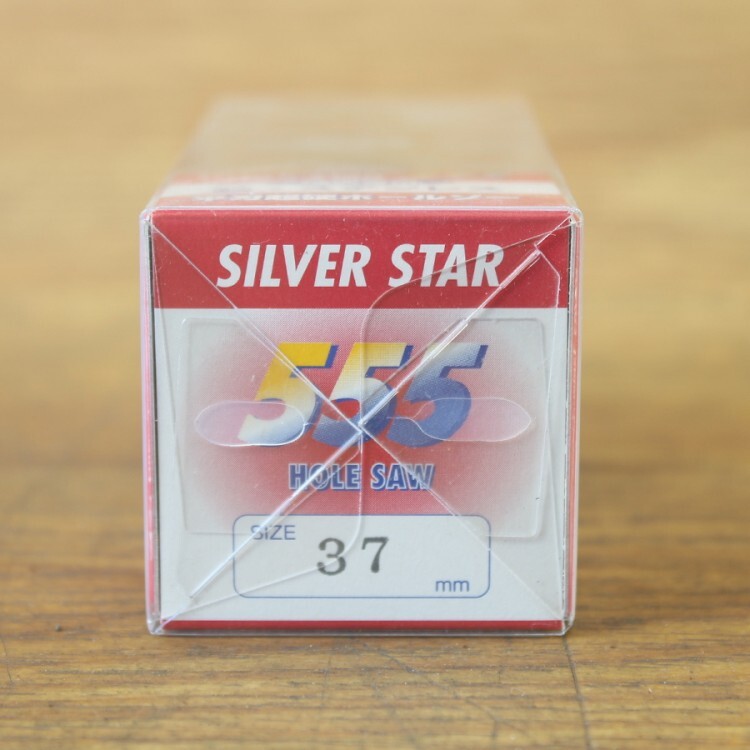 SILVER STAR
555
HOLE SAW
SIZE
37
mm